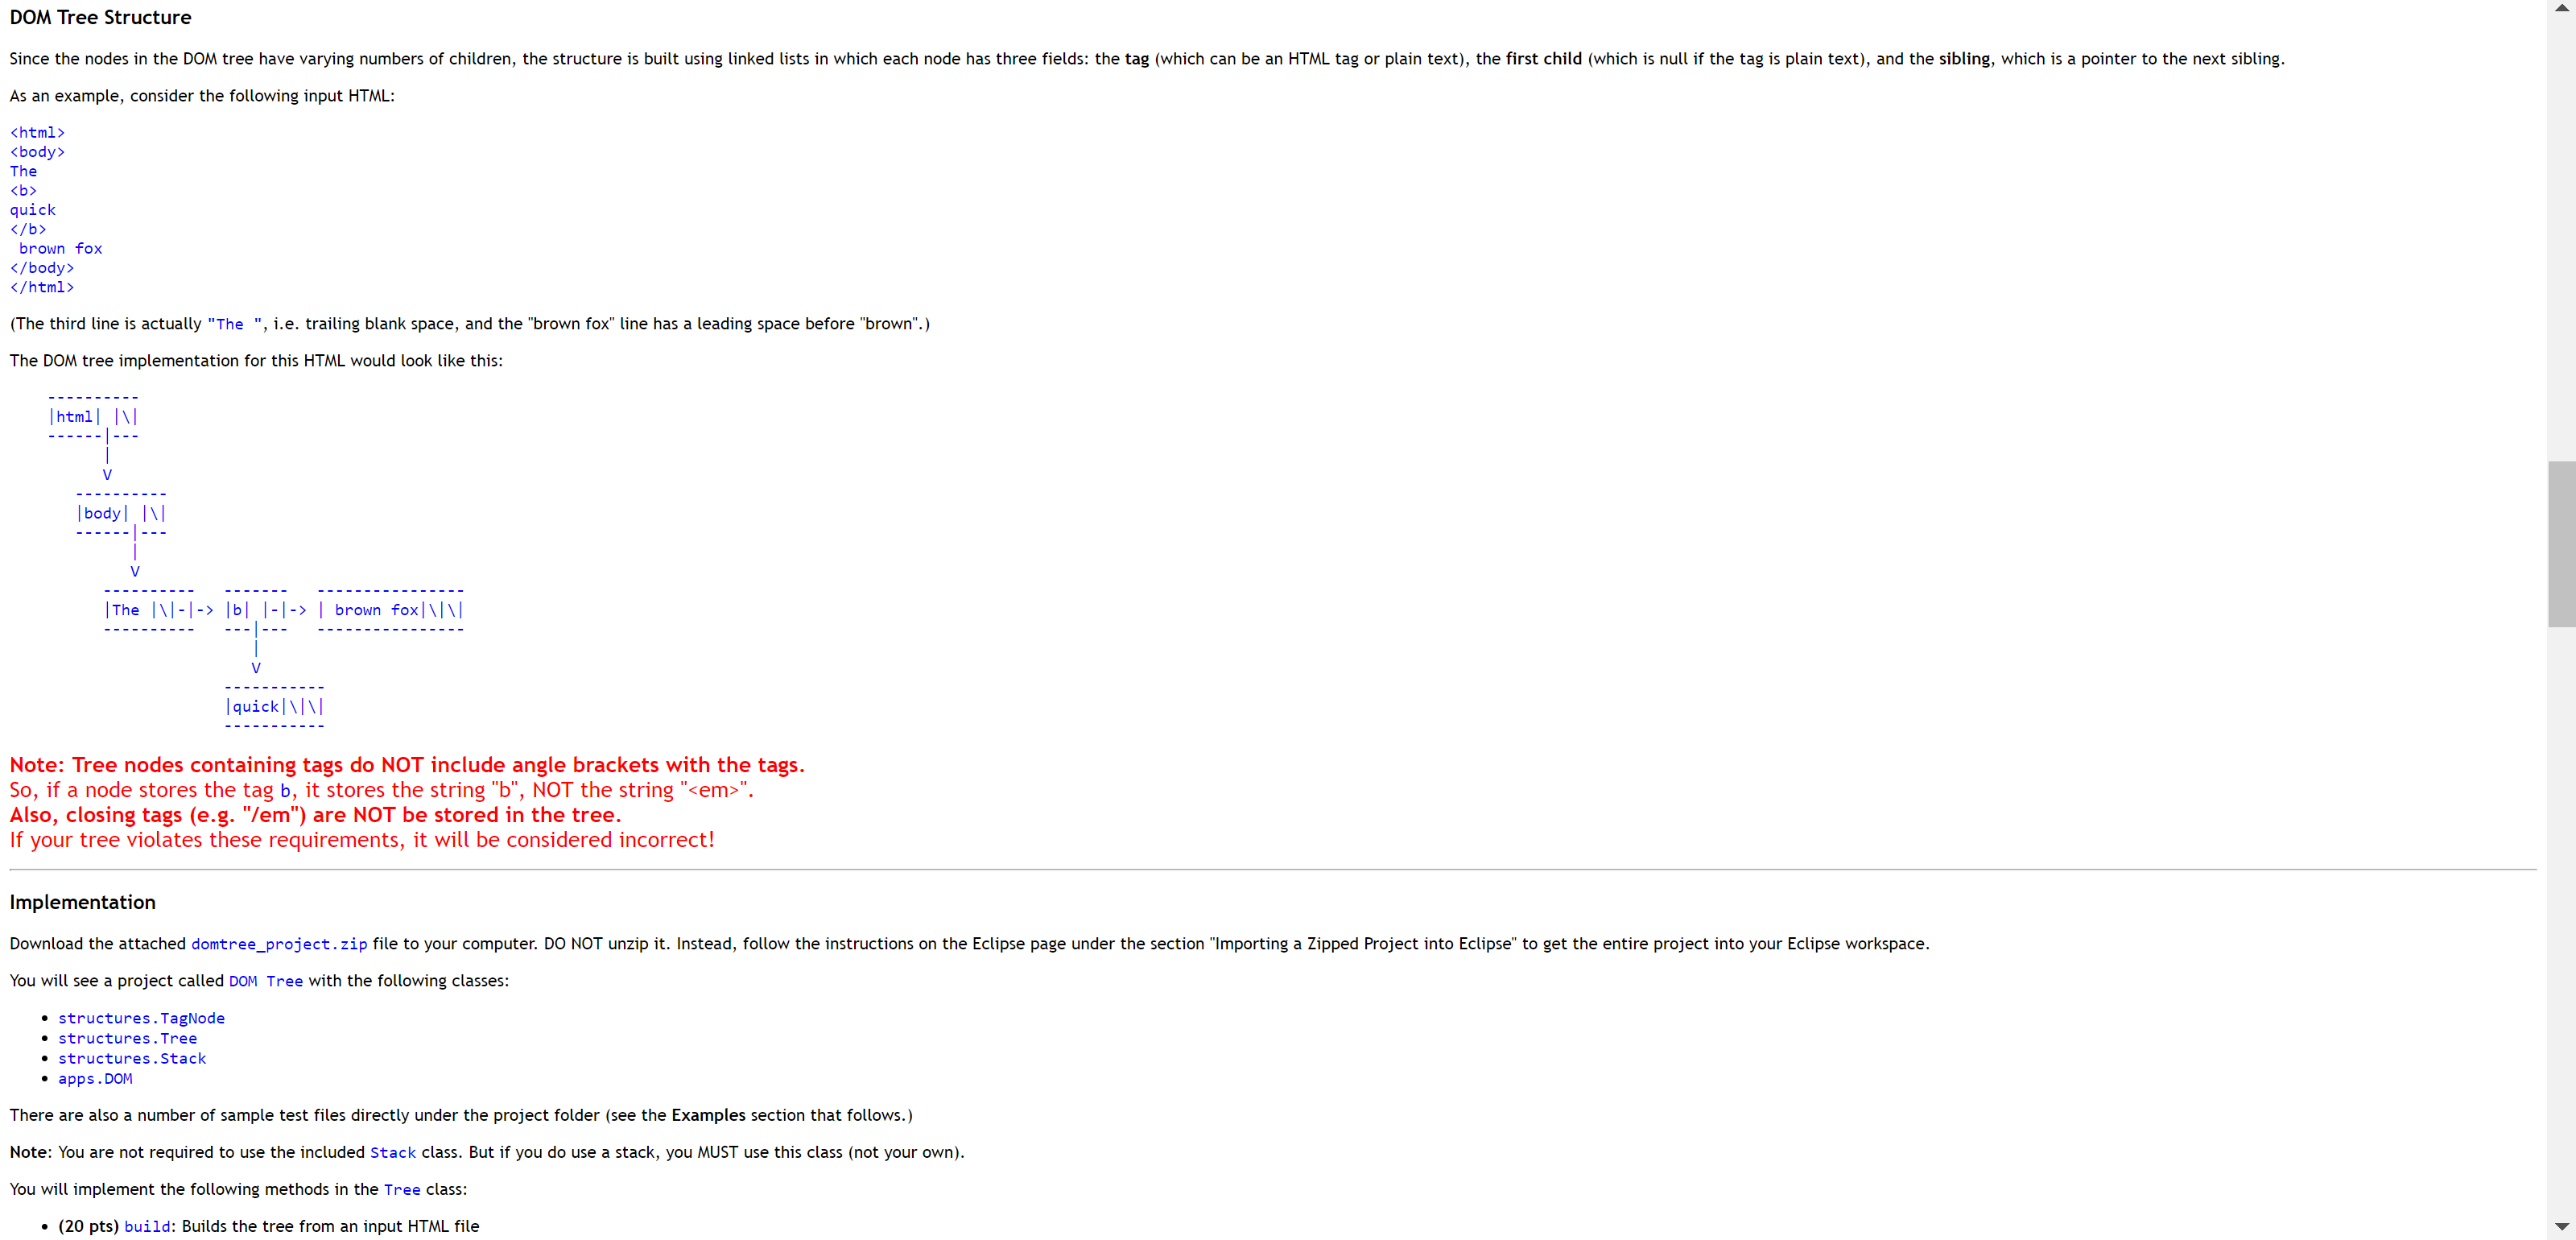 DOM Tree Structure
Since the nodes in the DOM tree have varying numbers of children, the structure is built using linked lists in which each node has three fields: the tag (which can be an HTML tag or plain text), the first child (which is null if the tag is plain text), and the sibling, which is a pointer to the next sibling.
As an example, consider the following input HTML:
<html>
<body>
The
<b>
quick
</b>
 brown fox
</body>
</html>
(The third line is actually "The ", i.e. trailing blank space, and the "brown fox" line has a leading space before "brown".)
The DOM tree implementation for this HTML would look like this:
    ----------
    |html| |\|
    ------|---
          |
          V
       ----------
       |body| |\|
       ------|---
             |
             V
          ----------   -------   ----------------
          |The |\|-|-> |b| |-|-> | brown fox|\|\|
          ----------   ---|---   ----------------
                          |
                          V
                       -----------
                       |quick|\|\|
                       -----------
Note: Tree nodes containing tags do NOT include angle brackets with the tags.
So, if a node stores the tag b, it stores the string "b", NOT the string "<em>".
Also, closing tags (e.g. "/em") are NOT be stored in the tree.
If your tree violates these requirements, it will be considered incorrect!
Implementation
Download the attached domtree_project.zip file to your computer. DO NOT unzip it. Instead, follow the instructions on the Eclipse page under the section "Importing a Zipped Project into Eclipse" to get the entire project into your Eclipse workspace.
You will see a project called DOM Tree with the following classes:
• structures.TagNode
• structures.Tree
• structures.Stack
• apps.DOM
There are also a number of sample test files directly under the project folder (see the Examples section that follows.)
Note: You are not required to use the included Stack class. But if you do use a stack, you MUST use this class (not your own).
You will implement the following methods in the Tree class:
• (20 pts) build: Builds the tree from an input HTML file